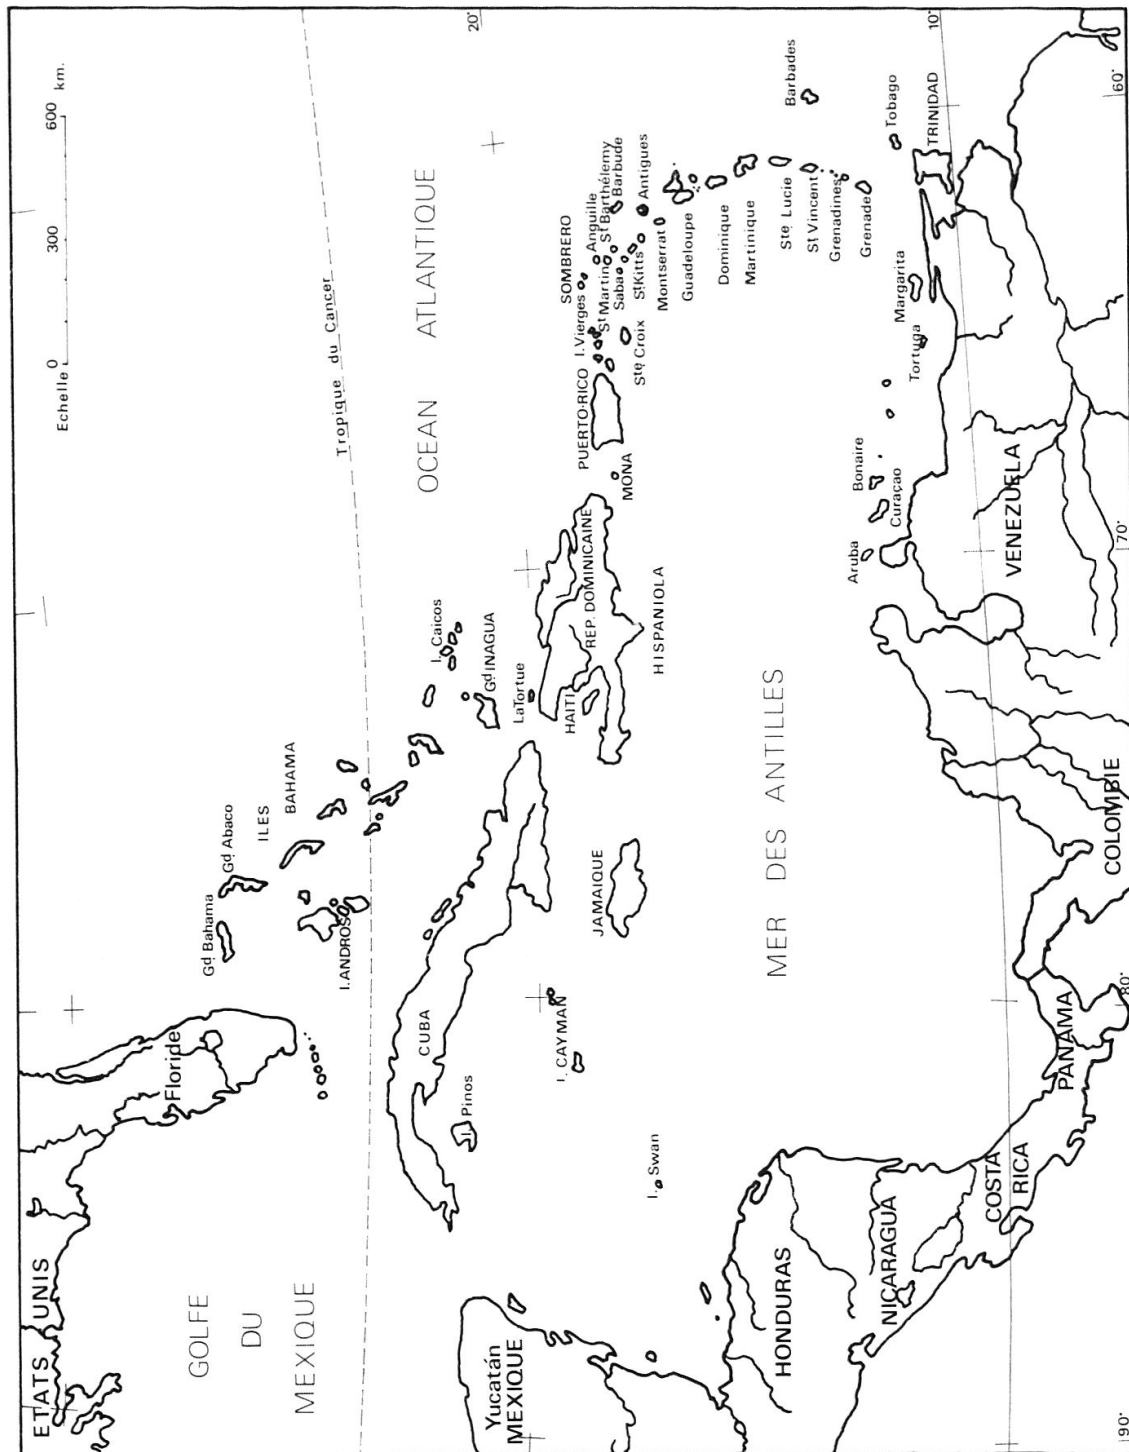 ETATS UNIS
Floride
GOLFE
DU
MEXIQUE
Gd Bahama
Gd Abaco
ILES
BAHAMA
I.ANDROS
Tropique du Cancer
OCEAN ATLANTIQUE
Echelle 0 300 600 km.
20°
10°
CUBA
I. Pinos
I. CAYMAN
JAMAIQUE
I. Caicos
Gd INAGUA
La Tortue
HAITI
REP. DOMINICAINE
HISPANIOLA
MONA
PUERTO-RICO
I. Vierges
SOMBRERO
Anguille
St Martin
St Barthélemy
Saba
Barbude
St Kitts
Ste Croix
Antigues
Montserrat
Guadeloupe
Dominique
Martinique
Ste Lucie
St Vincent
Barbades
Grenadines
Grenade
Tobago
TRINIDAD
Margarita
Tortuga
Bonaire
Curaçao
Aruba
MER DES ANTILLES
I. Swan
Yucatán
MEXIQUE
HONDURAS
NICARAGUA
COSTA
RICA
PANAMA
COLOMBIE
VENEZUELA
90°
80°
70°
60°